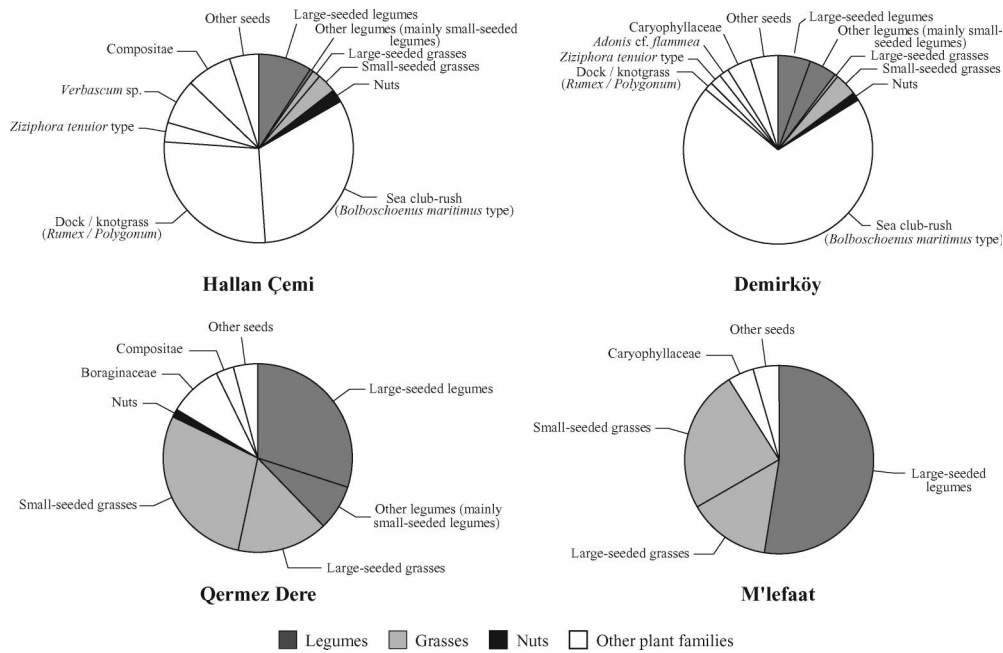 Other seeds
Large-seeded legumes
Other legumes (mainly small-seeded
legumes)
Large-seeded grasses
Small-seeded grasses
Nuts
Compositae
Verbascum sp.
Ziziphora tenuior type
Dock / knotgrass
(Rumex / Polygonum)
Sea club-rush
(Bolboschoenus maritimus type)
Hallan Çemi
Other seeds
Large-seeded legumes
Other legumes (mainly small-
seeded legumes)
Large-seeded grasses
Small-seeded grasses
Nuts
Caryophyllaceae
Adonis cf. flammea
Ziziphora tenuior type
Dock / knotgrass
(Rumex / Polygonum)
Sea club-rush
(Bolboschoenus maritimus type)
Demirköy
Other seeds
Compositae
Boraginaceae
Nuts
Large-seeded legumes
Small-seeded grasses
Other legumes (mainly
small-seeded legumes)
Large-seeded grasses
Qermez Dere
Other seeds
Caryophyllaceae
Small-seeded grasses
Large-seeded
legumes
Large-seeded grasses
M'lefaat
Legumes
Grasses
Nuts
Other plant families